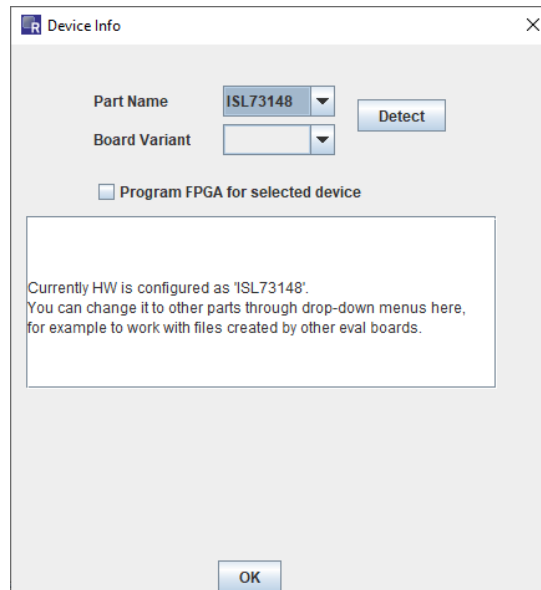 Device Info
Part Name ISL73148 Detect
Board Variant
Program FPGA for selected device
Currently HW is configured as 'ISL73148'.
You can change it to other parts through drop-down menus here,
for example to work with files created by other eval boards.
OK